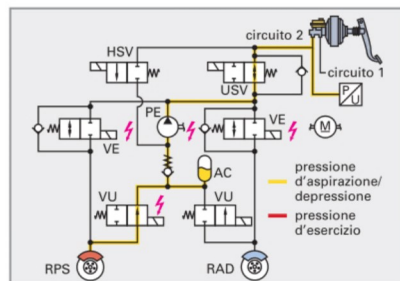 circuito 2
HSV
circuito 1
USV
PE
P
U
VE
M
VE
AC
pressione
d'aspirazione/
depressione
VU
VU
pressione
d'esercizio
RPS
RAD